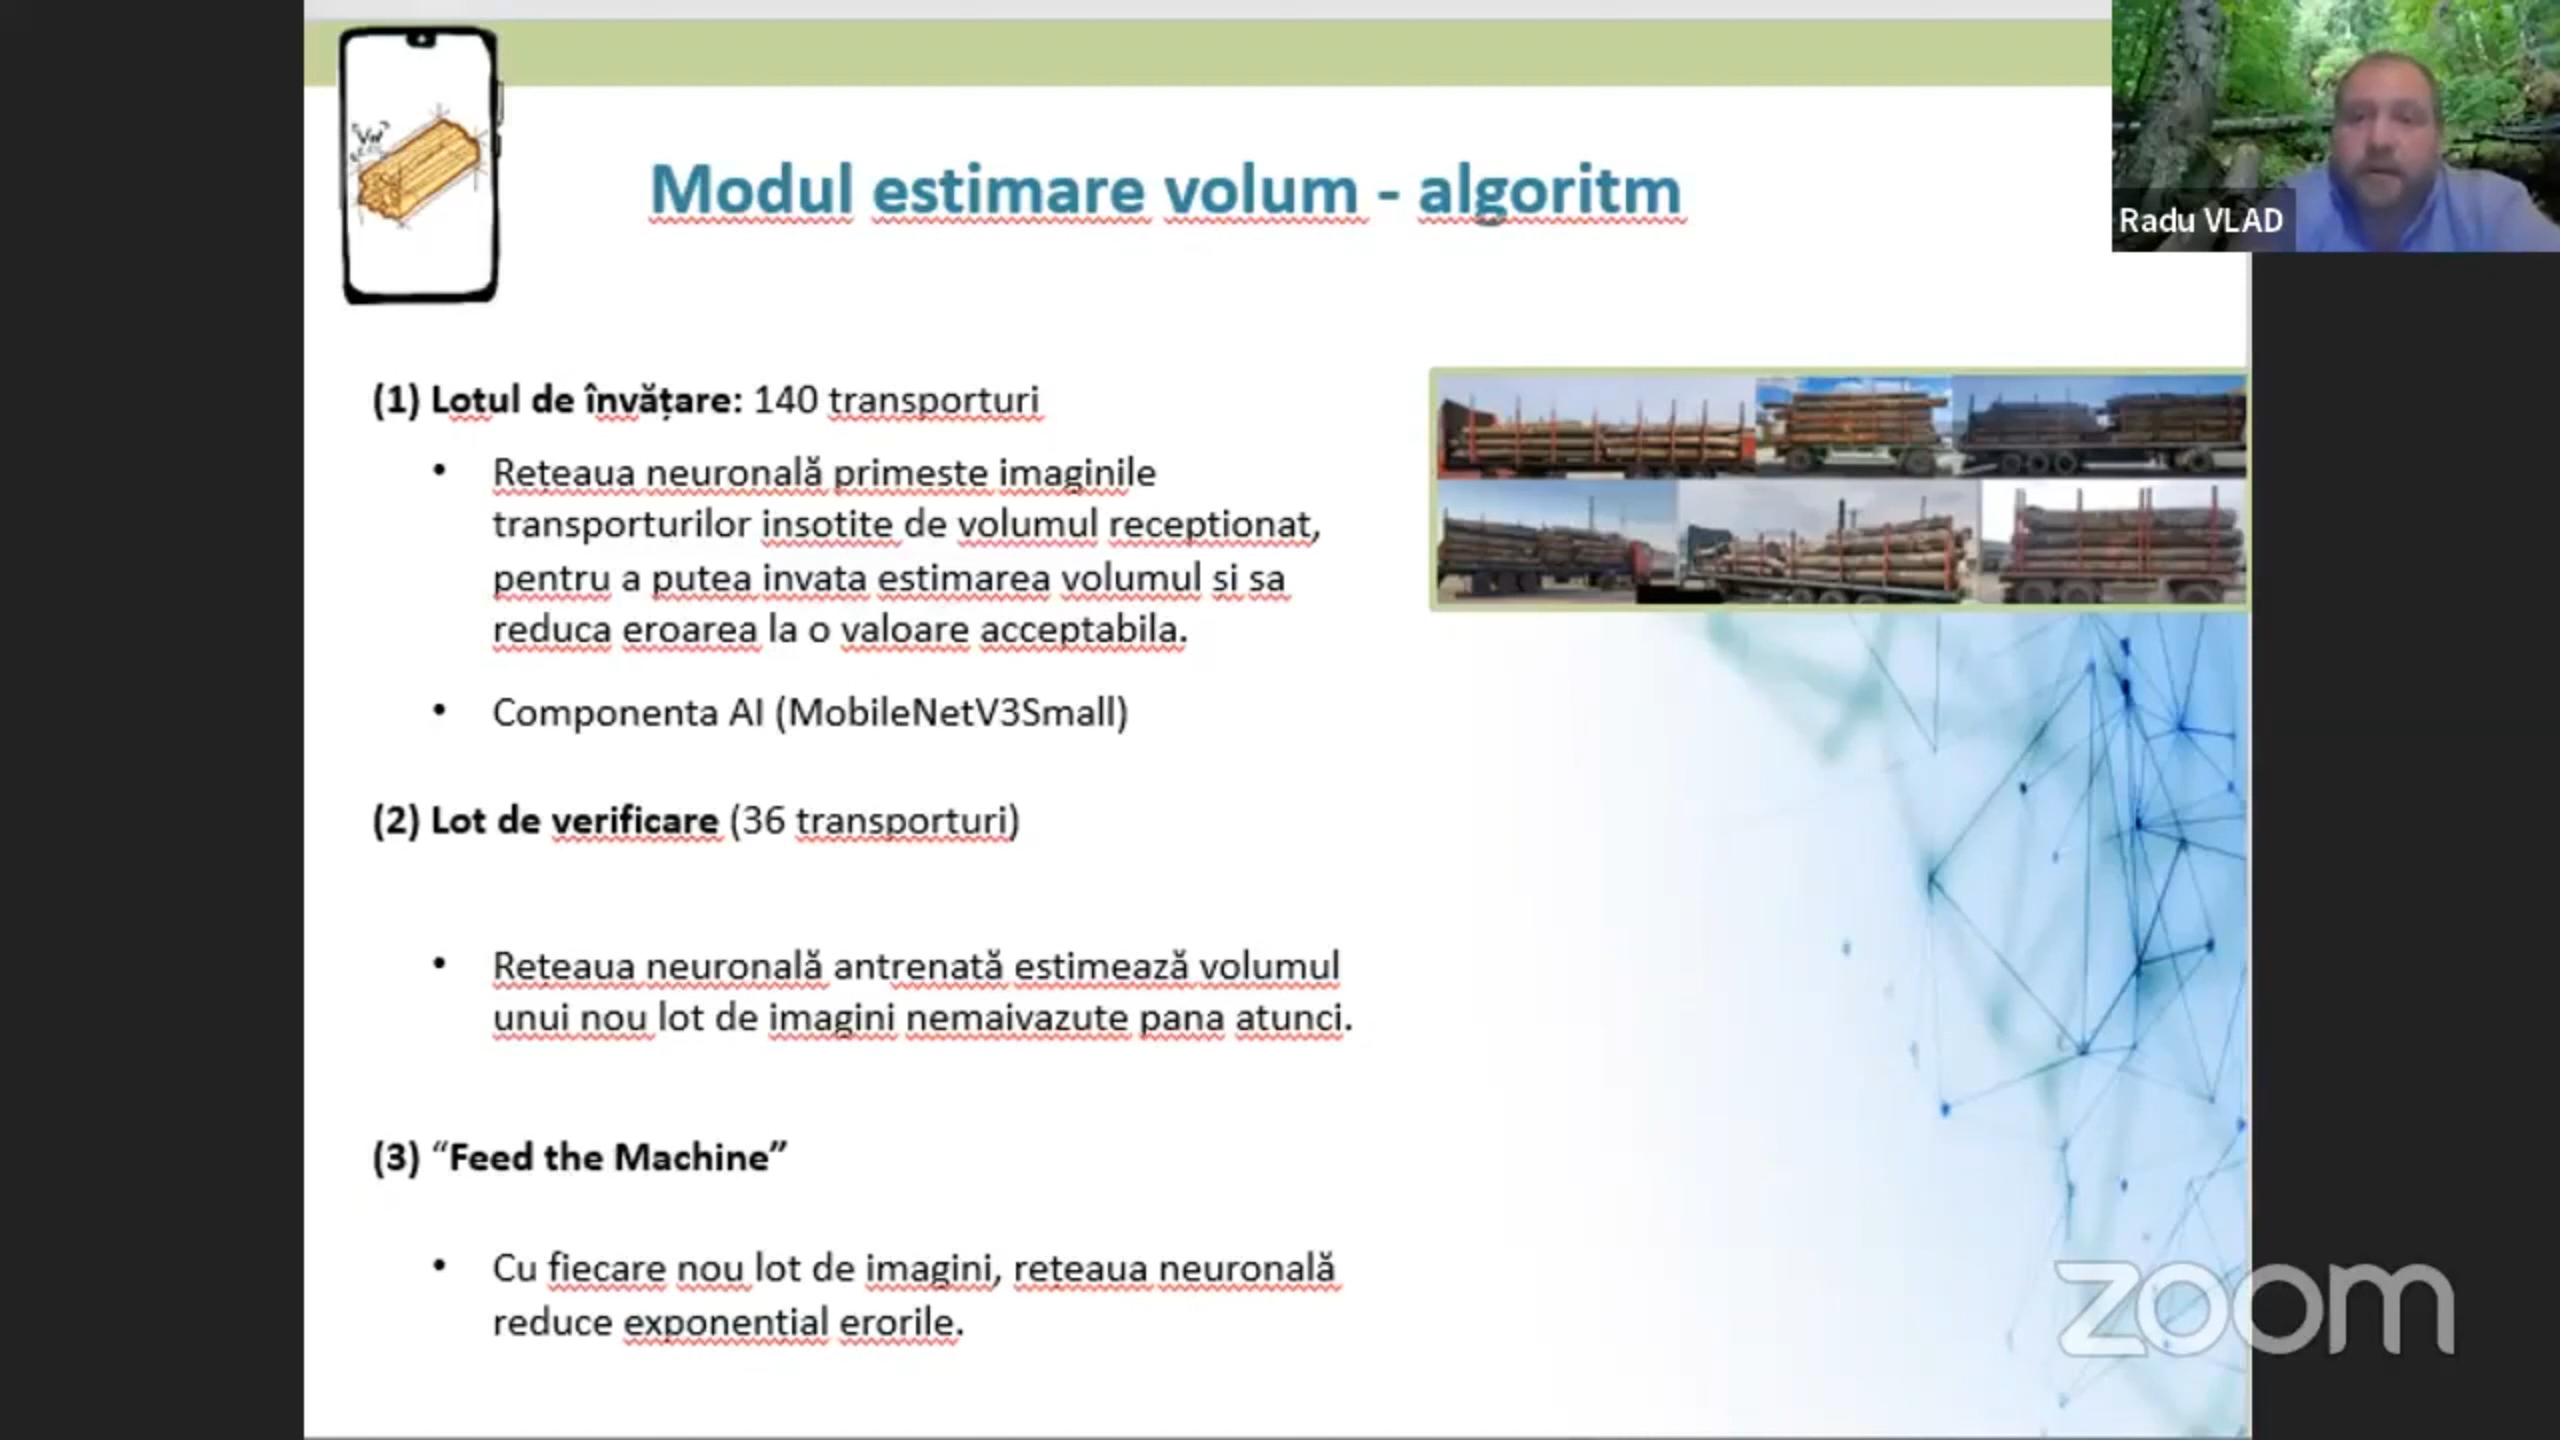 Modul estimare volum - algoritm
Radu VLAD
(1) Lotul de învățare: 140 transporturi
• Rețeaua neuronală primeste imaginile
transporturilor insotite de volumul receptionat,
pentru a putea invata estimarea volumul si sa
reduca eroarea la o valoare acceptabila.
• Componenta AI (MobileNetV3Small)
(2) Lot de verificare (36 transporturi)
• Rețeaua neuronală antrenată estimează volumul
unui nou lot de imagini nemaivazute pana atunci.
(3) “Feed the Machine”
• Cu fiecare nou lot de imagini, reteaua neuronală
reduce exponential erorile.
zoom